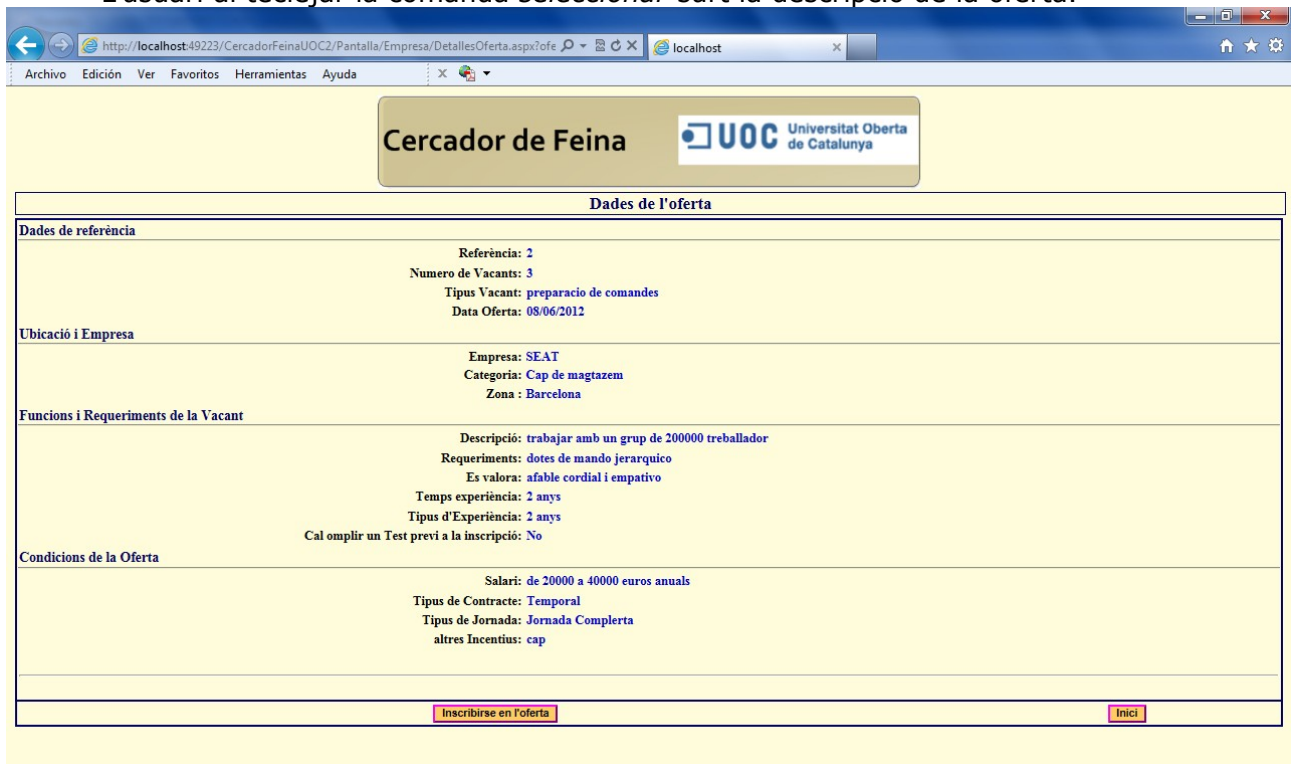 L'usuari al teclejar la comanda seleccionar surt la descripció de la oferta.
http://localhost:49223/CercadorFeinaUOC2/Pantalla/Empresa/DetallesOferta.aspx?ofe
localhost
Archivo Edición Ver Favoritos Herramientas Ayuda
Cercador de Feina
UOC Universitat Oberta
de Catalunya
Dades de l'oferta
Dades de referència
Referència: 2
Numero de Vacants: 3
Tipus Vacant: preparacio de comandes
Data Oferta: 08/06/2012
Ubicació i Empresa
Empresa: SEAT
Categoria: Cap de magtazem
Zona : Barcelona
Funcions i Requeriments de la Vacant
Descripció: trabajar amb un grup de 200000 treballador
Requeriments: dotes de mando jerarquico
Es valora: afable cordial i empativo
Temps experiència: 2 anys
Tipus d'Experiència: 2 anys
Cal omplir un Test previ a la inscripció: No
Condicions de la Oferta
Salari: de 20000 a 40000 euros anuals
Tipus de Contracte: Temporal
Tipus de Jornada: Jornada Complerta
altres Incentius: cap
Inscribirse en l'oferta Inici